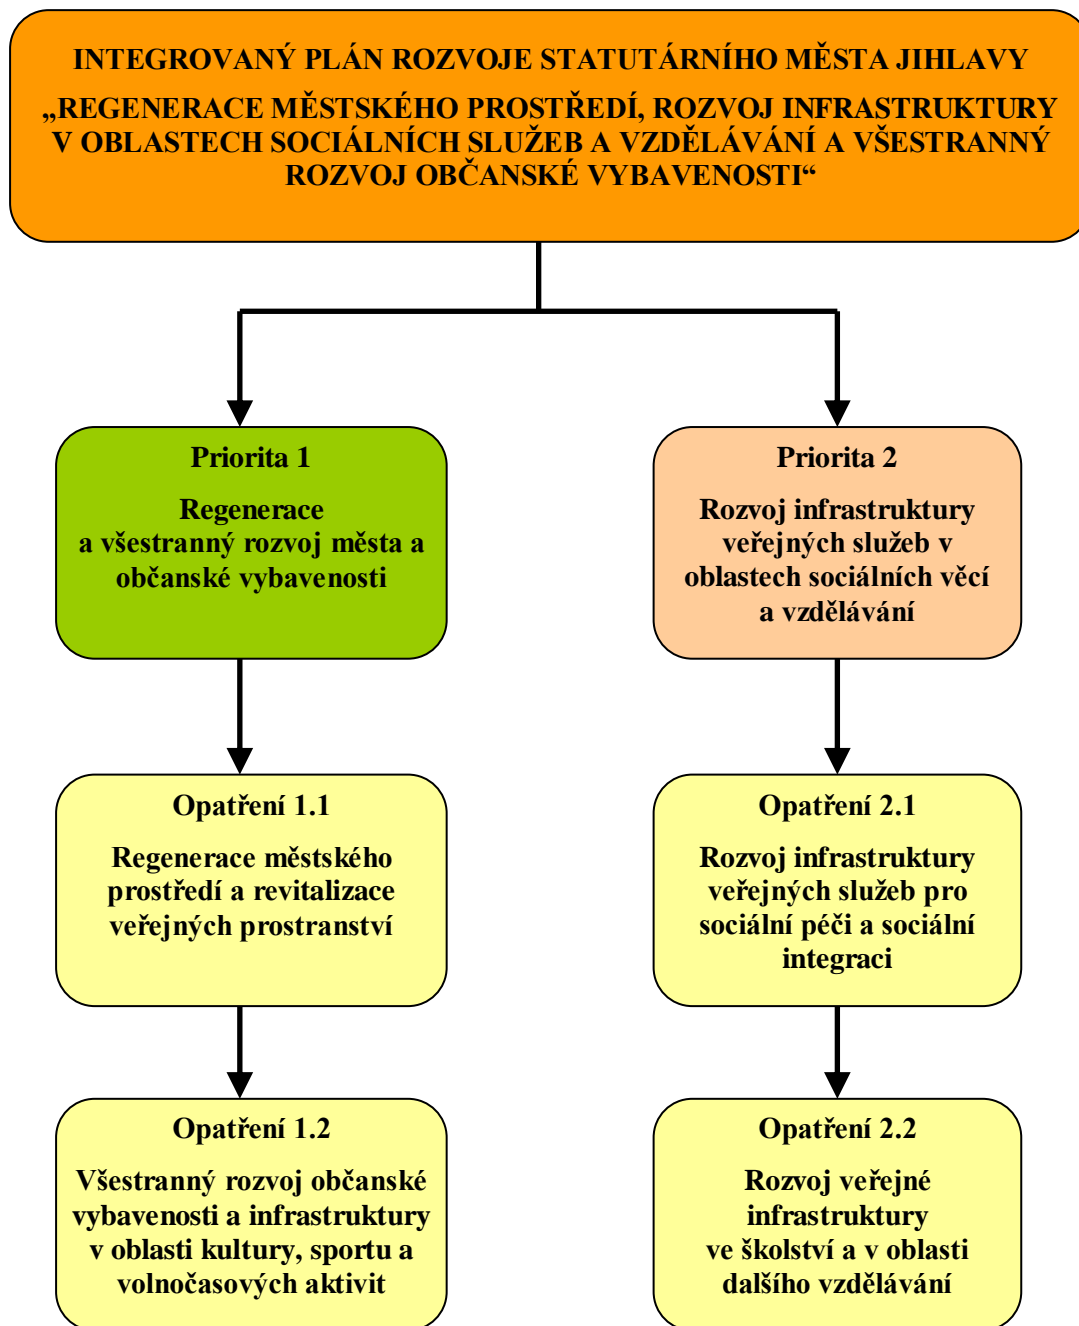 INTEGROVANÝ PLÁN ROZVOJE STATUTÁRNÍHO MĚSTA JIHLAVY
„REGENERACE MĚSTSKÉHO PROSTŘEDÍ, ROZVOJ INFRASTRUKTURY
V OBLASTECH SOCIÁLNÍCH SLUŽEB A VZDĚLÁVÁNÍ A VŠESTRANNÝ
ROZVOJ OBČANSKÉ VYBAVENOSTI“
Priorita 1
Regenerace
a všestranný rozvoj města a
občanské vybavenosti
Priorita 2
Rozvoj infrastruktury
veřejných služeb v
oblastech sociálních věcí
a vzdělávání
Opatření 1.1
Regenerace městského
prostředí a revitalizace
veřejných prostranství
Opatření 2.1
Rozvoj infrastruktury
veřejných služeb pro
sociální péči a sociální
integraci
Opatření 1.2
Všestranný rozvoj občanské
vybavenosti a infrastruktury
v oblasti kultury, sportu a
volnočasových aktivit
Opatření 2.2
Rozvoj veřejné
infrastruktury
ve školství a v oblasti
dalšího vzdělávání